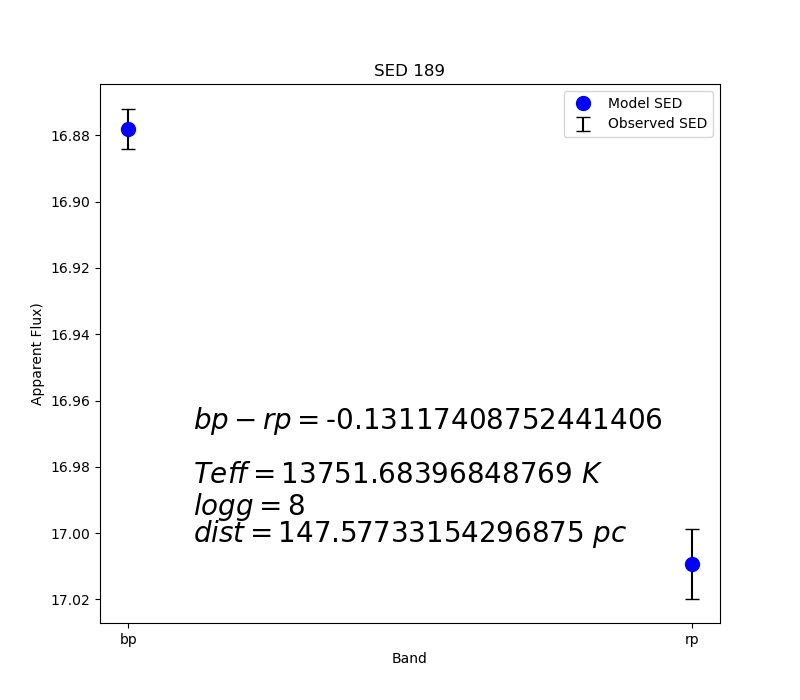 SED 189
Model SED
Observed SED
16.88
16.90
16.92
16.94
16.96
16.98
17.00
17.02
Apparent Flux)
bp − rp = -0.13117408752441406
Teff = 13751.68396848769 K
logg = 8
dist = 147.57733154296875 pc
bp
rp
Band